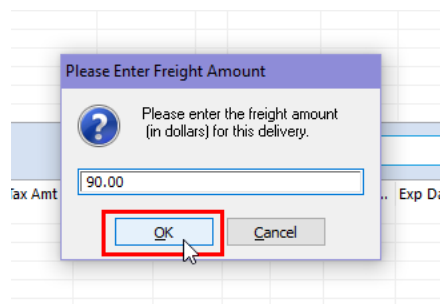 Please Enter Freight Amount
Please enter the freight amount
(in dollars) for this delivery.
90.00
Tax Amt
.. Exp Da
OK
Cancel